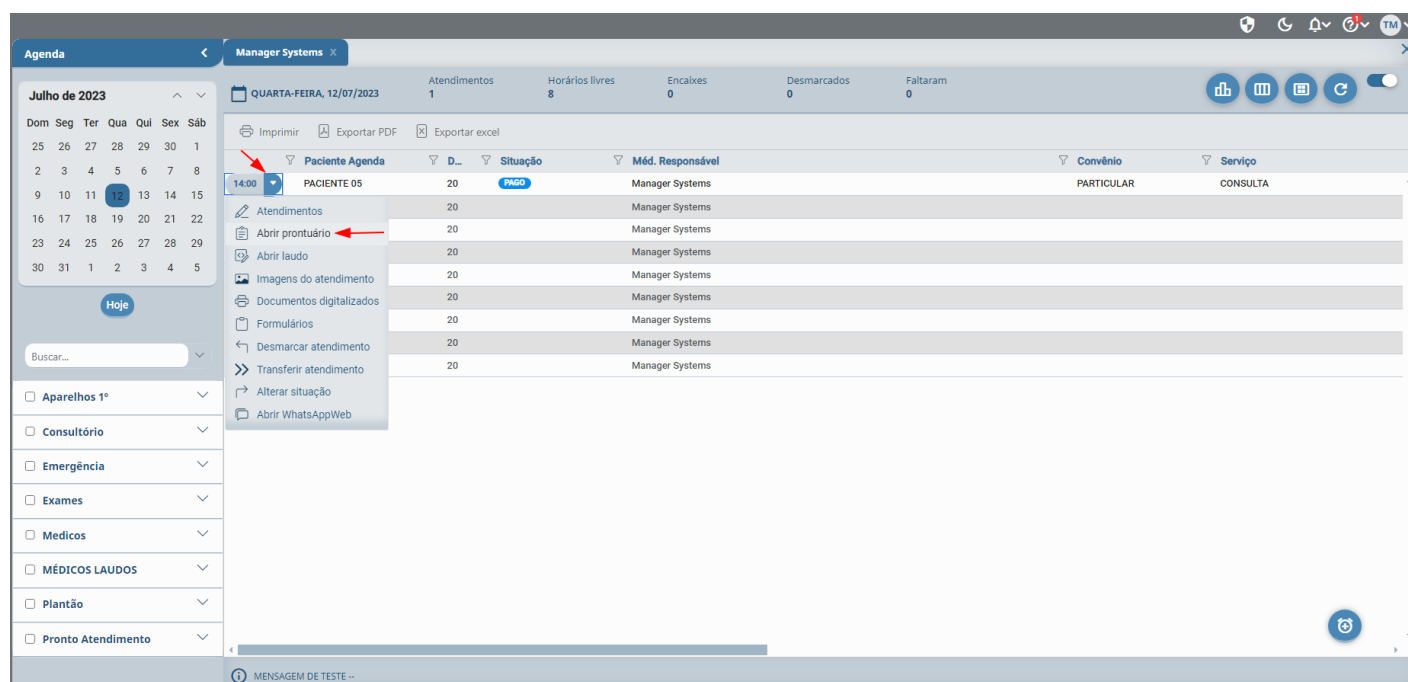 TM
Agenda
Manager Systems X
Julho de 2023
Dom Seg Ter Qua Qui Sex Sáb
25 26 27 28 29 30 1
2 3 4 5 6 7 8
9 10 11 12 13 14 15
16 17 18 19 20 21 22
23 24 25 26 27 28 29
30 31 1 2 3 4 5
Hoje
Buscar...
Aparelhos 1º
Consultório
Emergência
Exames
Medicos
MÉDICOS LAUDOS
Plantão
Pronto Atendimento
QUARTA-FEIRA, 12/07/2023
Atendimentos Horários livres Encaixes Desmarcados Faltaram
1 8 0 0 0
Imprimir Exportar PDF Exportar excel
Paciente Agenda D... Situação Méd. Responsável Convênio Serviço
14:00 PACIENTE 05 20 PAGO Manager Systems PARTICULAR CONSULTA
20 Manager Systems
20 Manager Systems
20 Manager Systems
20 Manager Systems
20 Manager Systems
20 Manager Systems
20 Manager Systems
20 Manager Systems
Atendimentos
Abrir prontuário
Abrir laudo
Imagens do atendimento
Documentos digitalizados
Formulários
Desmarcar atendimento
Transferir atendimento
Alterar situação
Abrir WhatsAppWeb
MENSAGEM DE TESTE --